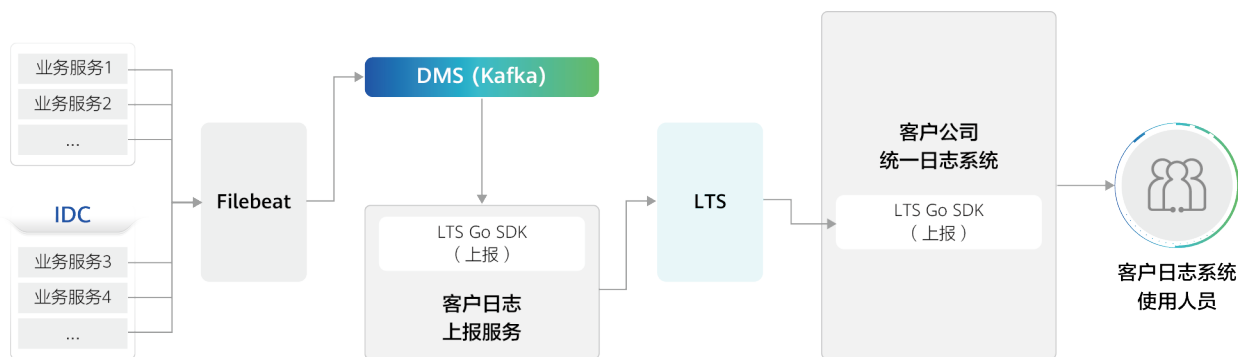 业务服务1
业务服务2
...
IDC
业务服务3
业务服务4
...
Filebeat
DMS (Kafka)
LTS Go SDK
（上报）
客户日志
上报服务
LTS
客户公司
统一日志系统
LTS Go SDK
（上报）
客户日志系统
使用人员